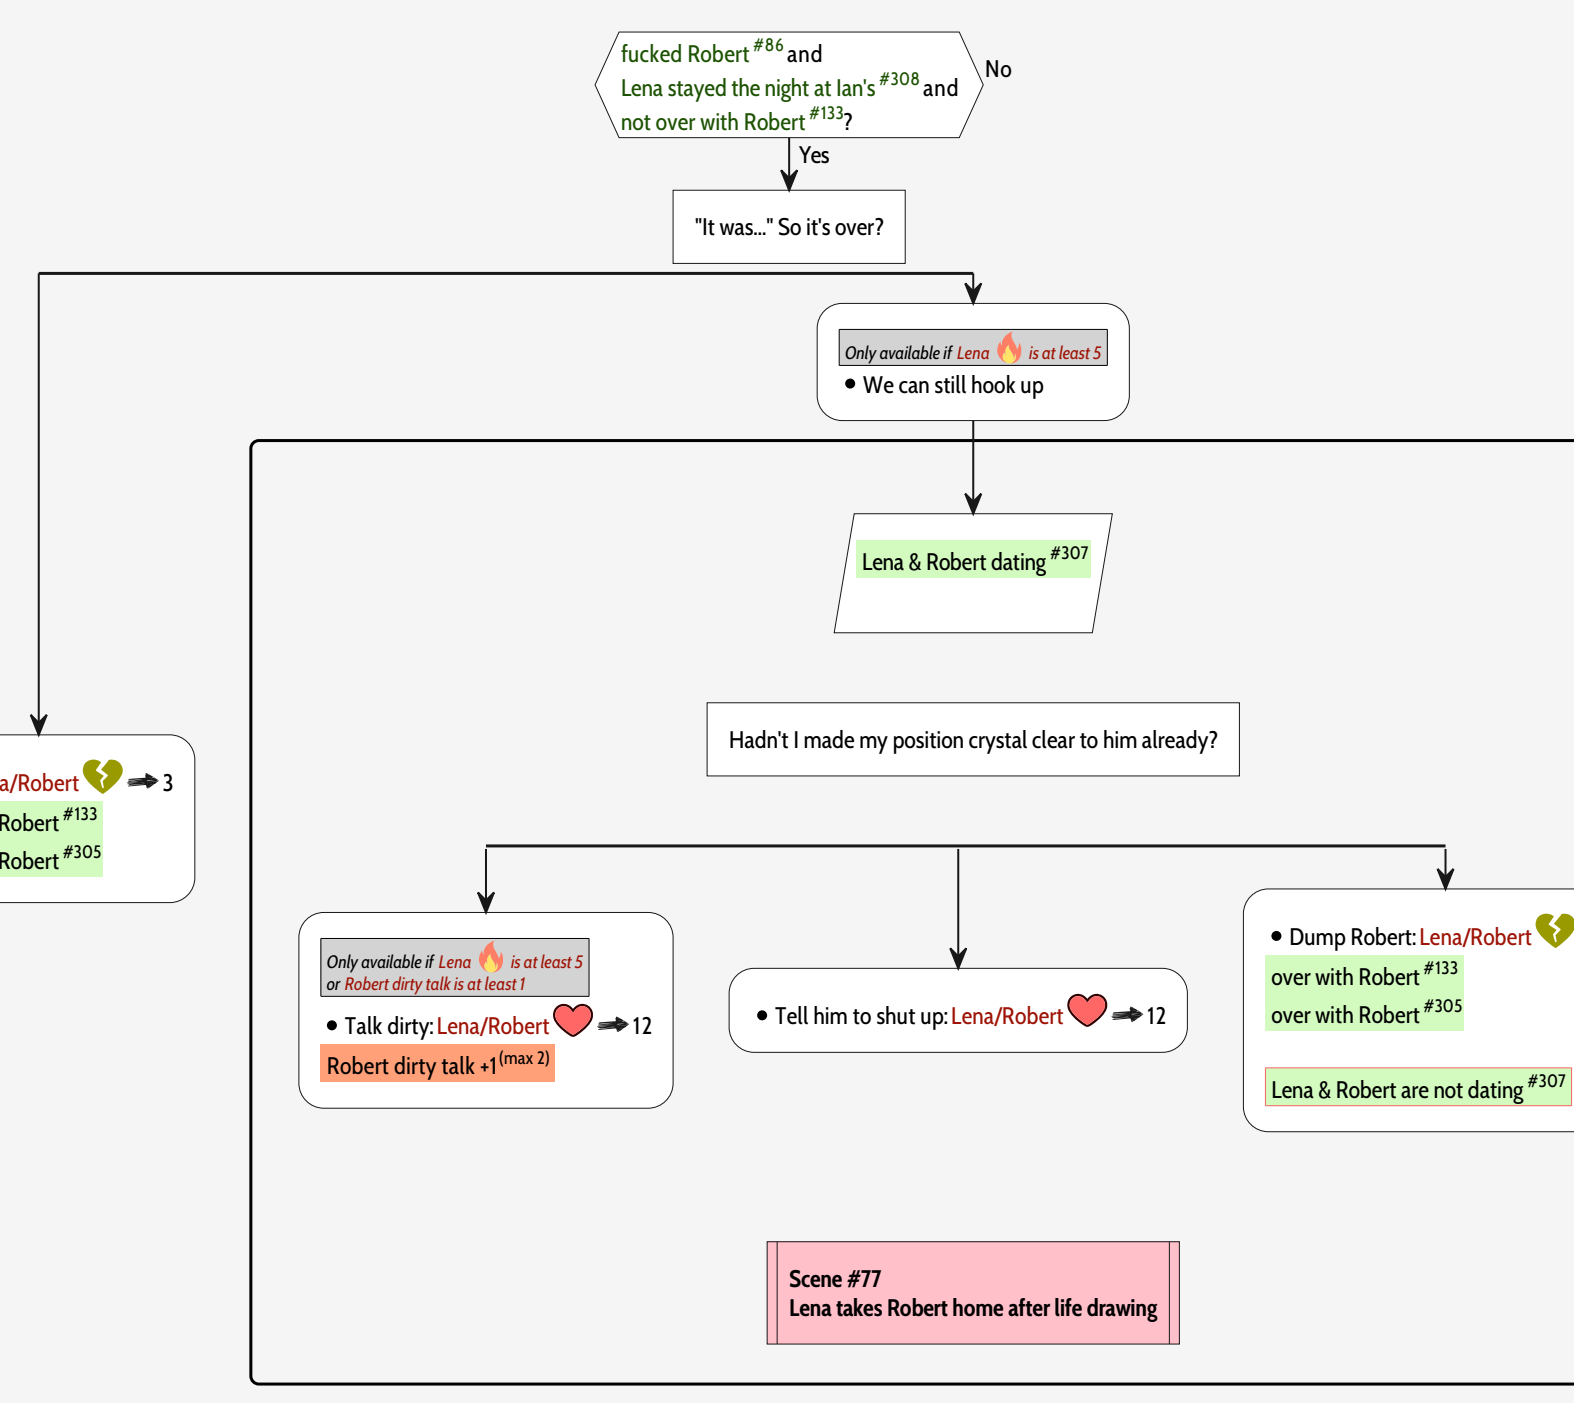 fucked Robert #86 and
Lena stayed the night at Ian's #308 and
not over with Robert #133?
No
Yes
"It was..." So it's over?
Only available if Lena is at least 5
• We can still hook up
Lena & Robert dating #307
Hadn't I made my position crystal clear to him already?
a/Robert 3
Robert #133
Robert #305
Only available if Lena is at least 5
or Robert dirty talk is at least 1
• Talk dirty: Lena/Robert 12
Robert dirty talk +1 (max 2)
• Tell him to shut up: Lena/Robert 12
• Dump Robert: Lena/Robert
over with Robert #133
over with Robert #305
Lena & Robert are not dating #307
Scene #77
Lena takes Robert home after life drawing